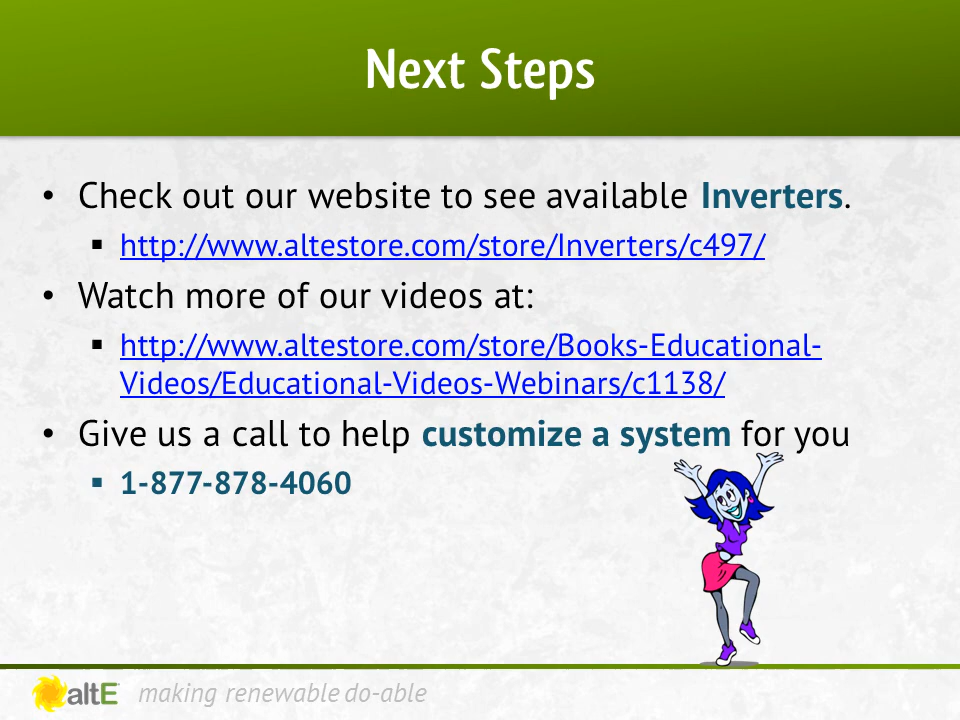 Next Steps
• Check out our website to see available Inverters.
▪ http://www.altestore.com/store/Inverters/c497/
• Watch more of our videos at:
▪ http://www.altestore.com/store/Books-Educational-
Videos/Educational-Videos-Webinars/c1138/
• Give us a call to help customize a system for you
▪ 1-877-878-4060
altE making renewable do-able